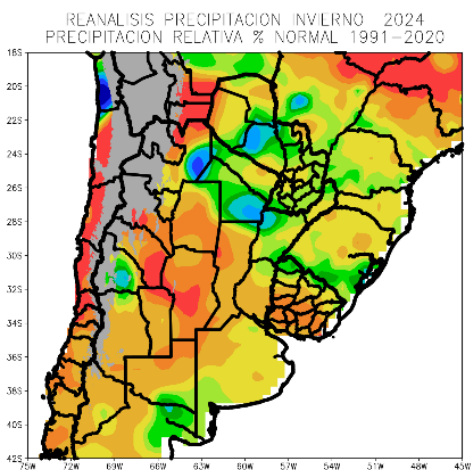 REANALISIS PRECIPITACION INVIERNO 2024
PRECIPITACION RELATIVA % NORMAL 1991-2020
18S
20S
22S
24S
26S
28S
30S
32S
34S
36S
38S
40S
42S
75W 72W 69W 66W 63W 60W 57W 54W 51W 48W 45W